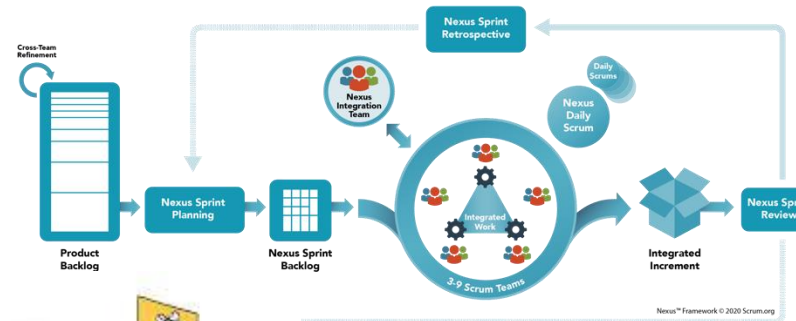 Nexus Sprint
Retrospective
Cross-Team
Refinement
Daily
Scrums
Nexus
Integration
Team
Nexus
Daily
Scrum
Nexus Sprint
Planning
Integrated
Work
Nexus
Review
Product
Backlog
Nexus Sprint
Backlog
3-9 Scrum Teams
Integrated
Increment
Nexus™ Framework © 2020 Scrum.org